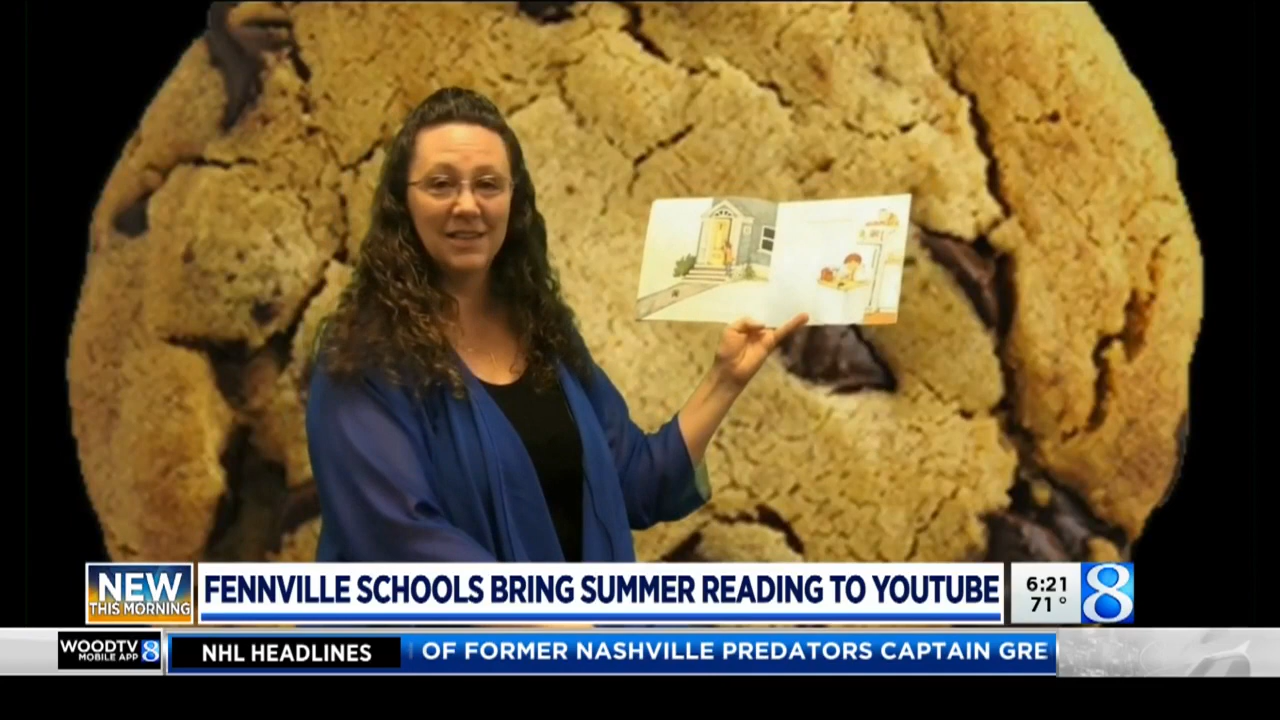 NEW
THIS MORNING
FENNVILLE SCHOOLS BRING SUMMER READING TO YOUTUBE
6:21
71°
8
WOODTV
MOBILE APP 8
NHL HEADLINES
OF FORMER NASHVILLE PREDATORS CAPTAIN GRE